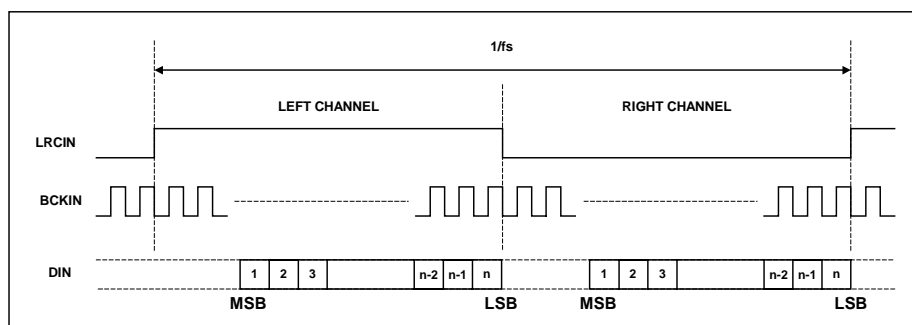 1/fs
LEFT CHANNEL RIGHT CHANNEL
LRCIN
BCKIN
DIN 1 2 3 n-2 n-1 n 1 2 3 n-2 n-1 n
MSB LSB MSB LSB